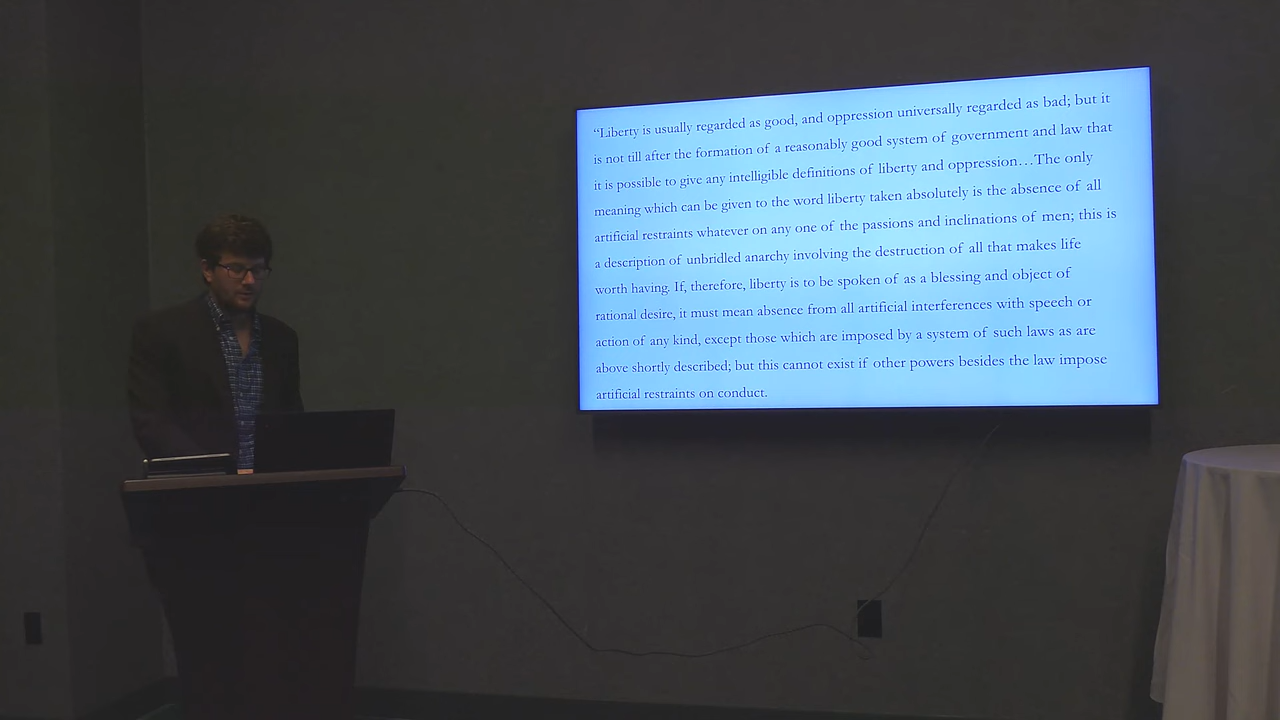 “Liberty is usually regarded as good, and oppression universally regarded as bad; but it
is not till after the formation of a reasonably good system of government and law that
it is possible to give any intelligible definitions of liberty and oppression…The only
meaning which can be given to the word liberty taken absolutely is the absence of all
artificial restraints whatever on any one of the passions and inclinations of men; this is
a description of unbridled anarchy involving the destruction of all that makes life
worth having. If, therefore, liberty is to be spoken of as a blessing and object of
rational desire, it must mean absence from all artificial interferences with speech or
action of any kind, except those which are imposed by a system of such laws as are
above shortly described; but this cannot exist if other powers besides the law impose
artificial restraints on conduct.